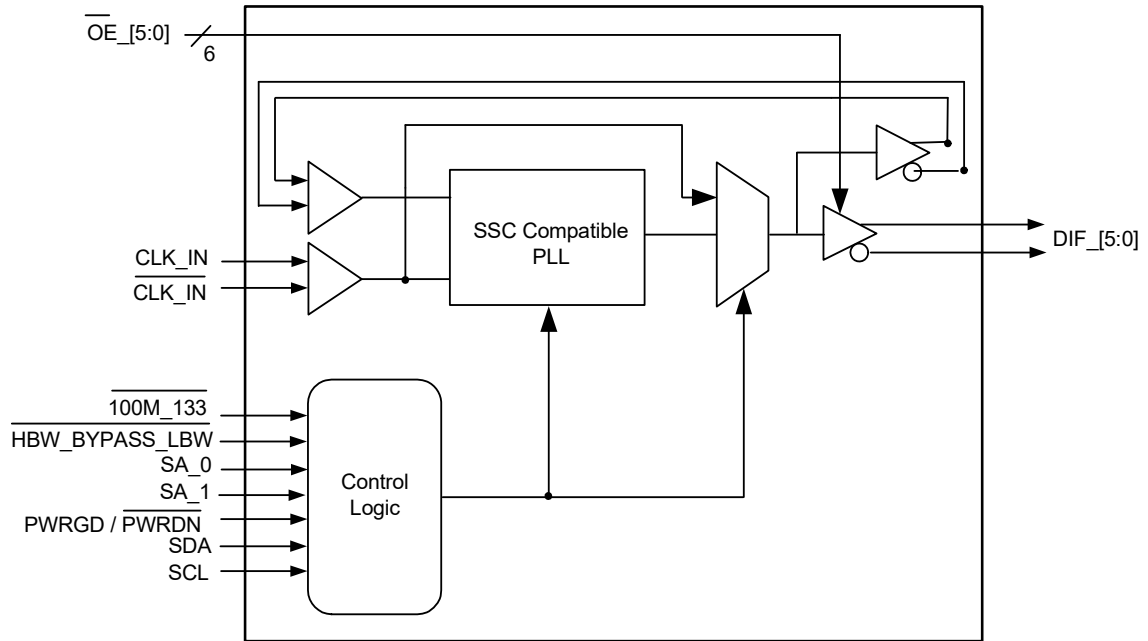 OE_[5:0]
6
SSC Compatible
PLL
CLK_IN
CLK_IN
DIF_[5:0]
100M_133
HBW_BYPASS_LBW
SA_0
SA_1
PWRGD / PWRDN
SDA
SCL
Control
Logic